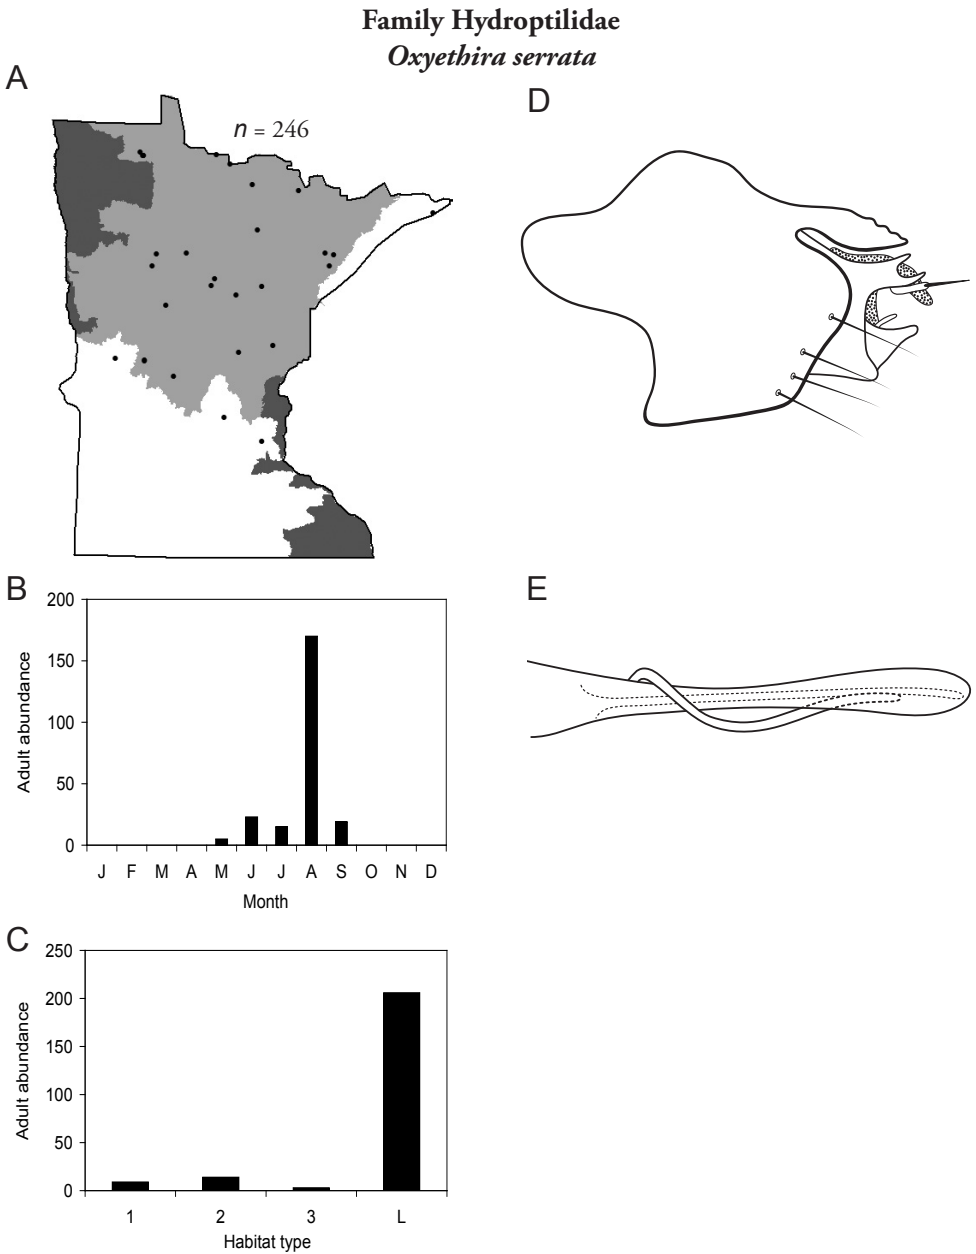 Family Hydroptilidae
Oxyethira serrata
A
n = 246
D
B
200
150
100
50
0
Adult abundance
J F M A M J J A S O N D
Month
E
C
250
200
150
100
50
0
Adult abundance
1 2 3 L
Habitat type